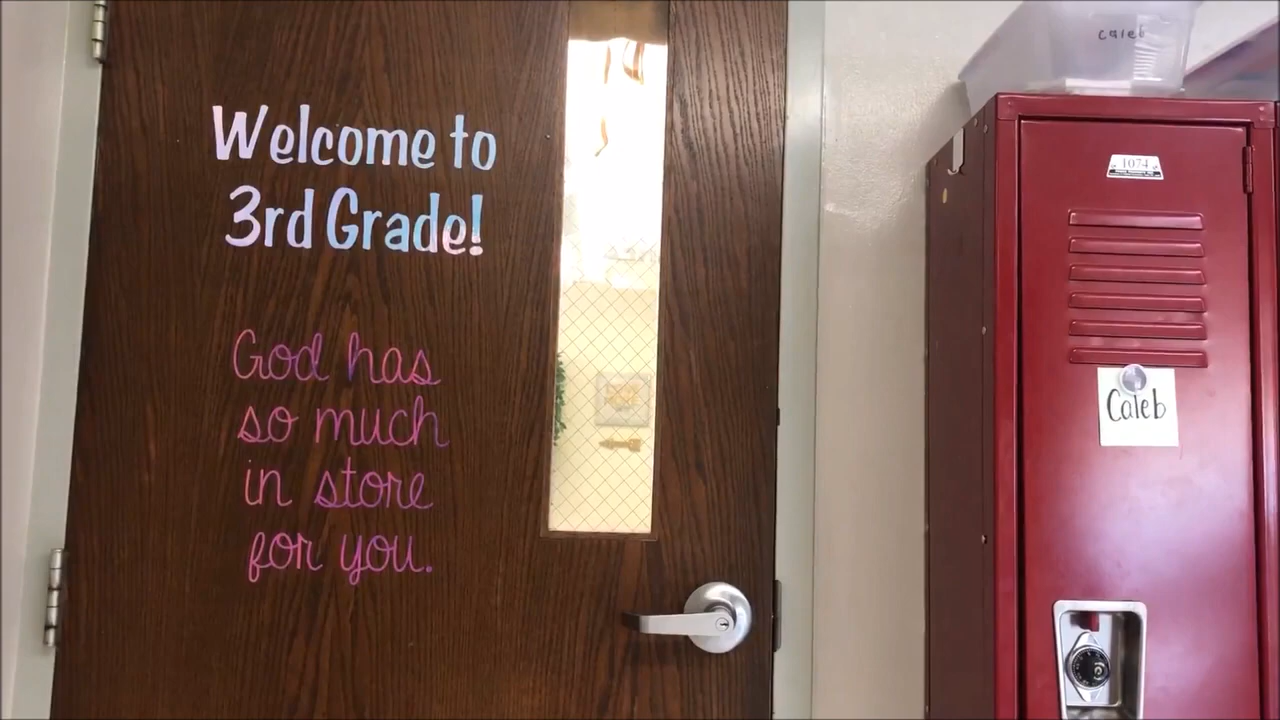 Welcome to
3rd Grade!
God has
so much
in store
for you.
caleb
1074
Caleb